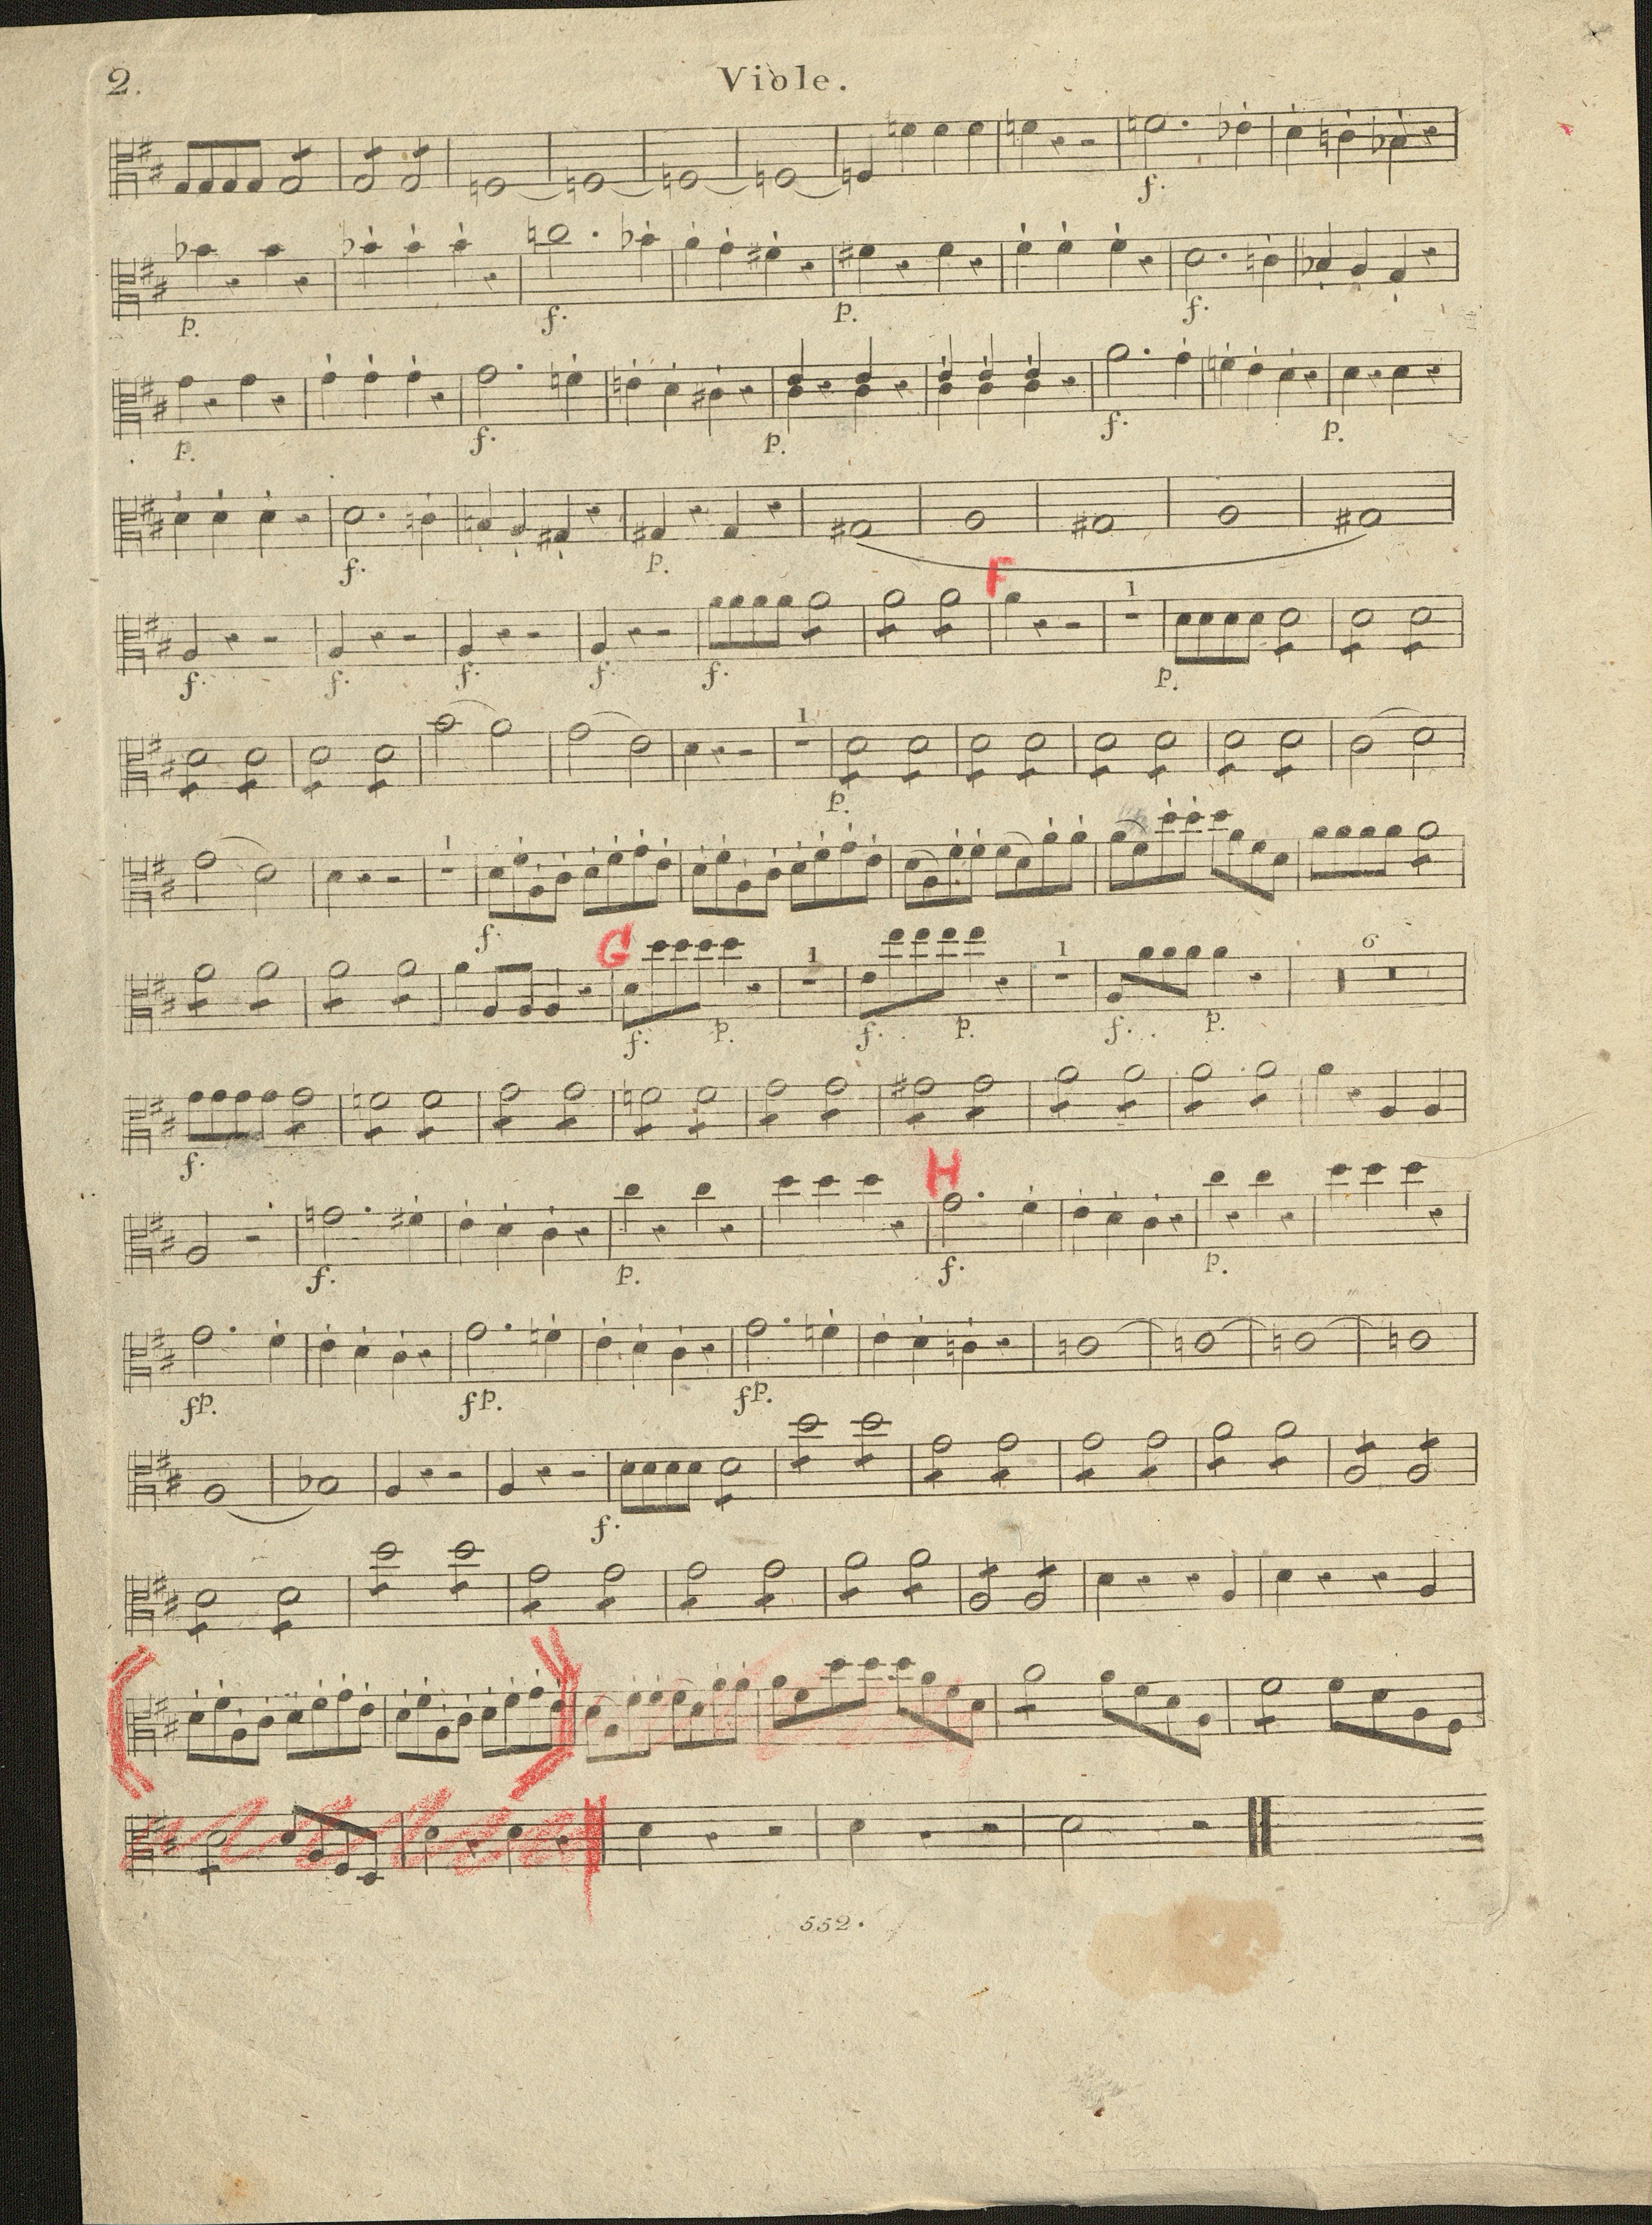 2. Viole.
f.
p. f. p. f.
p. f. p. f. p.
f. p.
F 1
f. f. f. f. f. p.
1
p.
1
f.
G 1 1 6
f. p. f. p. f. p.
f.
H
f. p. f. p.
fp. fp. fp.
f.
552.